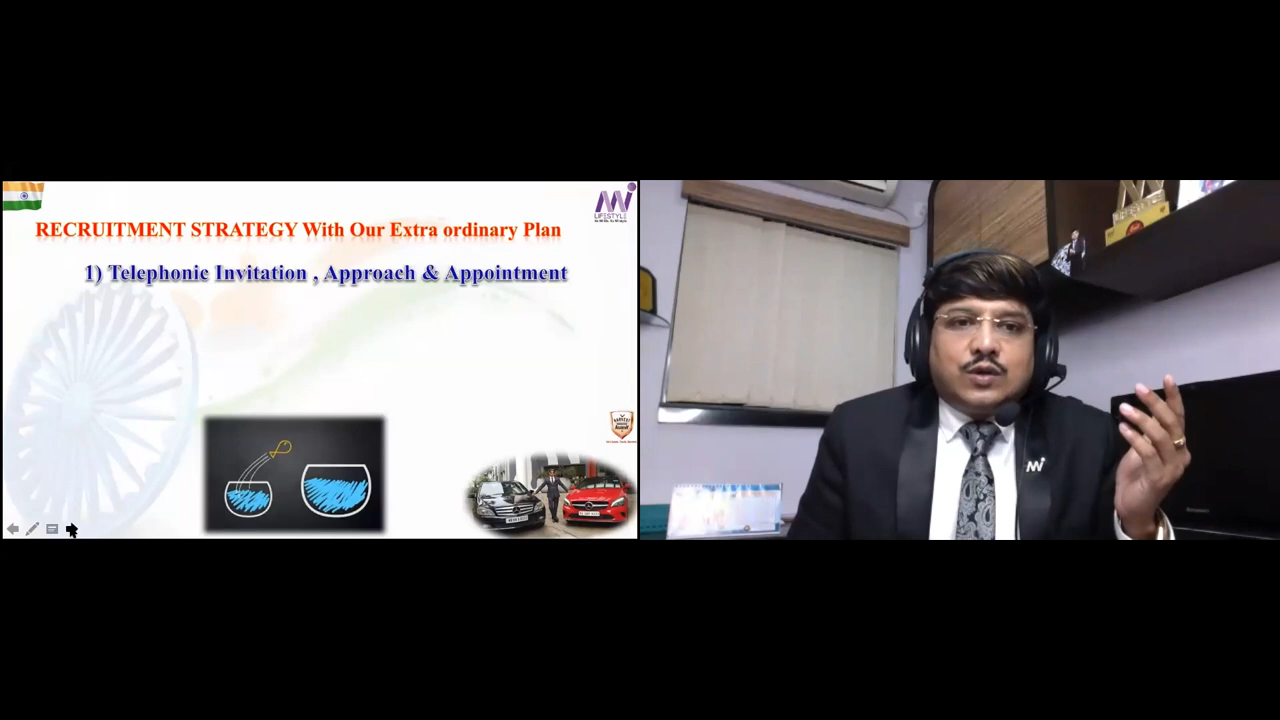 RECRUITMENT STRATEGY With Our Extra ordinary Plan
1) Telephonic Invitation , Approach & Appointment
LIFESTYLE